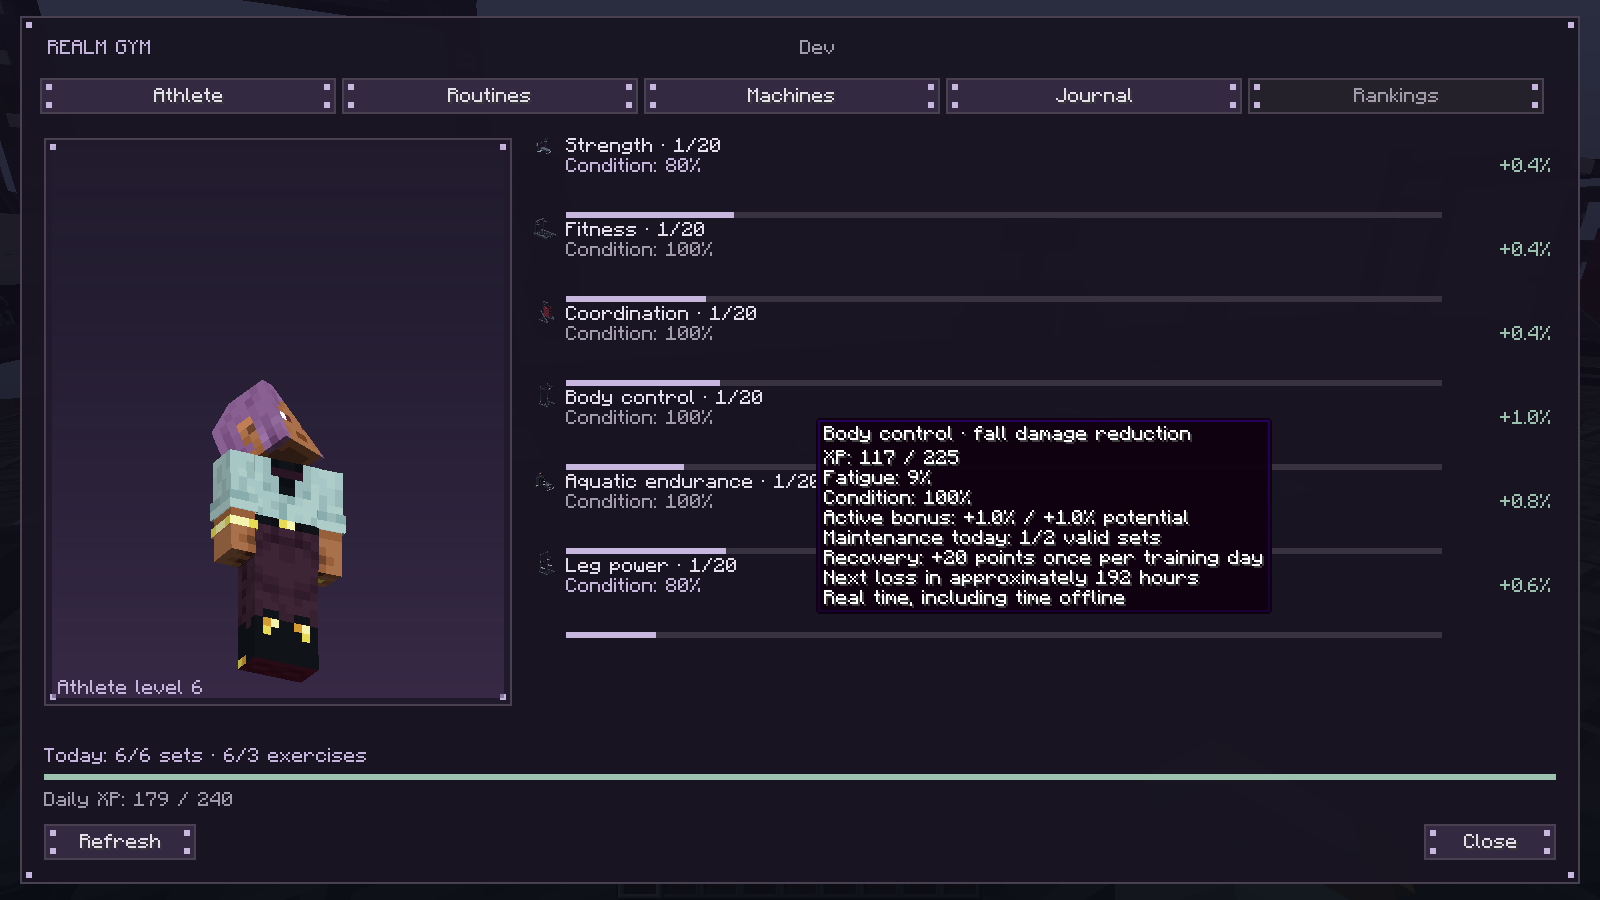 REALM GYM
Dev
Athlete
Routines
Machines
Journal
Rankings
Strength · 1/20
Condition: 80%
+0.4%
Fitness · 1/20
Condition: 100%
+0.4%
Coordination · 1/20
Condition: 100%
+0.4%
Body control · 1/20
Condition: 100%
+1.0%
Aquatic endurance · 1/20
Condition: 100%
+0.8%
Leg power · 1/20
Condition: 80%
+0.6%
Body control · fall damage reduction
XP: 117 / 225
Fatigue: 9%
Condition: 100%
Active bonus: +1.0% / +1.0% potential
Maintenance today: 1/2 valid sets
Recovery: +20 points once per training day
Next loss in approximately 192 hours
Real time, including time offline
Athlete level 6
Today: 6/6 sets · 6/3 exercises
Daily XP: 179 / 240
Refresh
Close